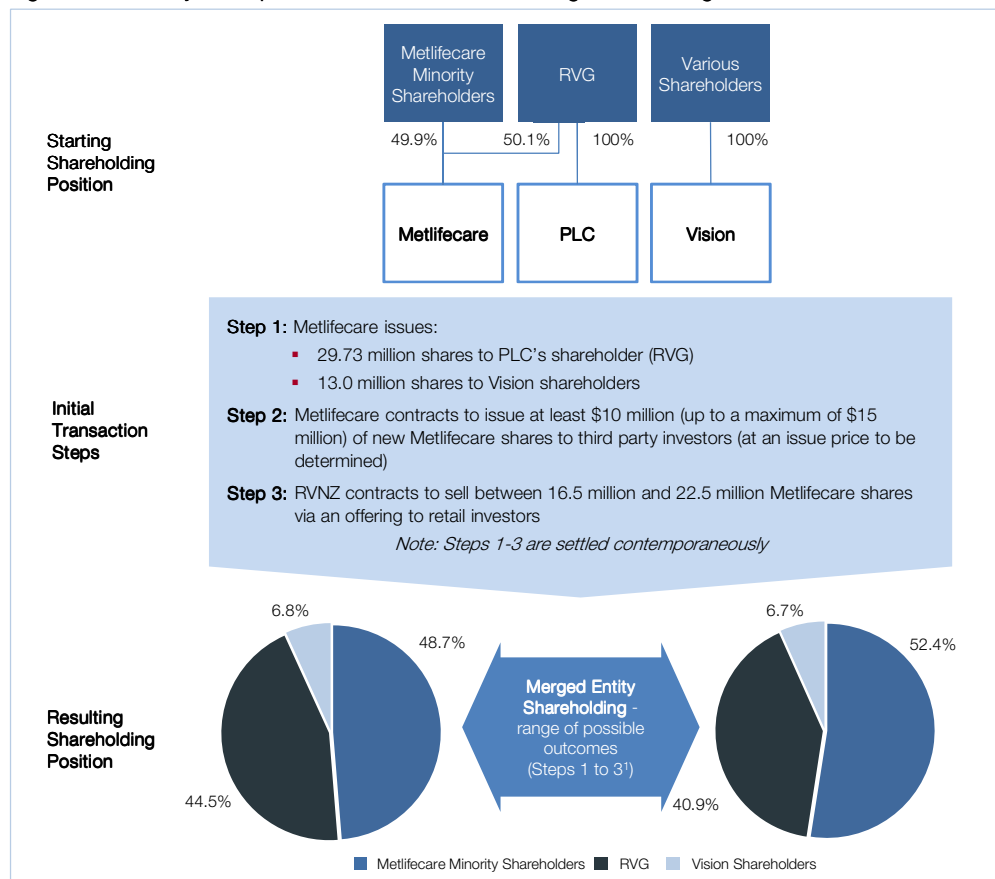 Metlifecare
Minority
Shareholders
RVG
Various
Shareholders
Starting
Shareholding
Position
49.9%
50.1%
100%
100%
Metlifecare
PLC
Vision
Initial
Transaction
Steps
Step 1: Metlifecare issues:
▪ 29.73 million shares to PLC's shareholder (RVG)
▪ 13.0 million shares to Vision shareholders
Step 2: Metlifecare contracts to issue at least $10 million (up to a maximum of $15
million) of new Metlifecare shares to third party investors (at an issue price to be
determined)
Step 3: RVNZ contracts to sell between 16.5 million and 22.5 million Metlifecare shares
via an offering to retail investors
Note: Steps 1-3 are settled contemporaneously
Resulting
Shareholding
Position
6.8%
48.7%
44.5%
Merged Entity
Shareholding -
range of possible
outcomes
(Steps 1 to 3¹)
6.7%
52.4%
40.9%
Metlifecare Minority Shareholders
RVG
Vision Shareholders